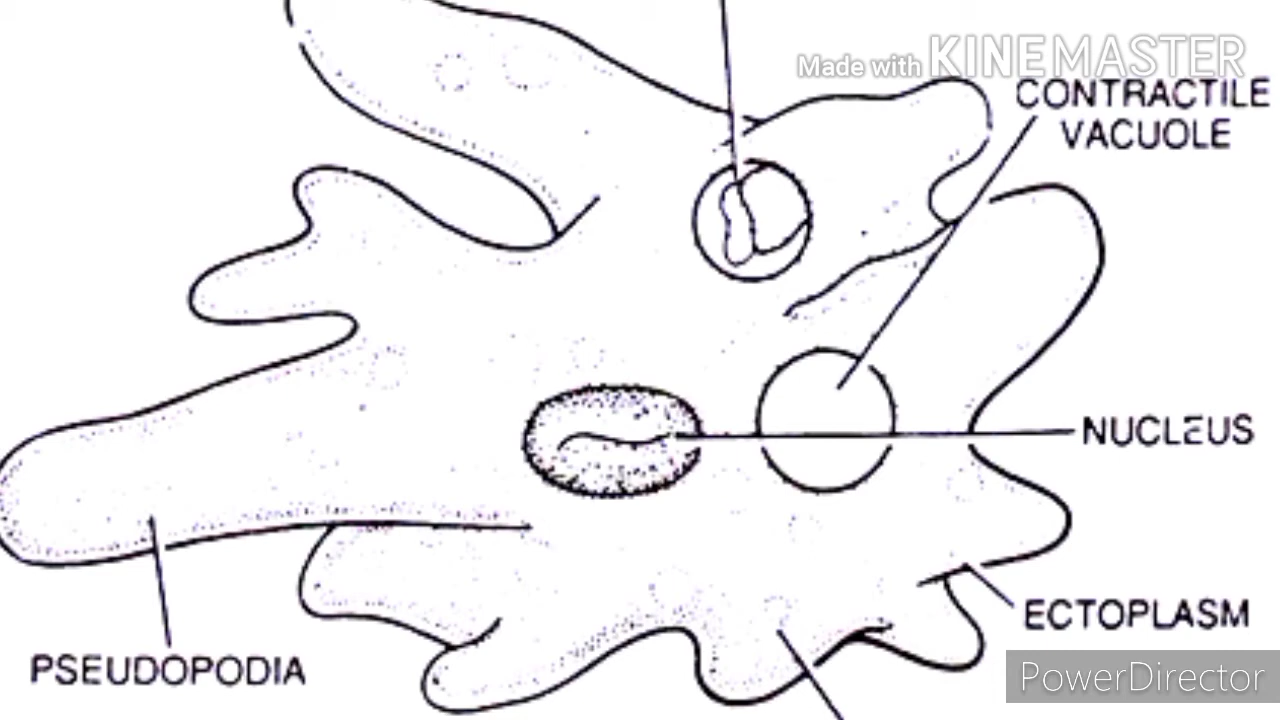 Made with KINEMASTER
CONTRACTILE
VACUOLE
NUCLEUS
ECTOPLASM
PSEUDOPODIA
PowerDirector